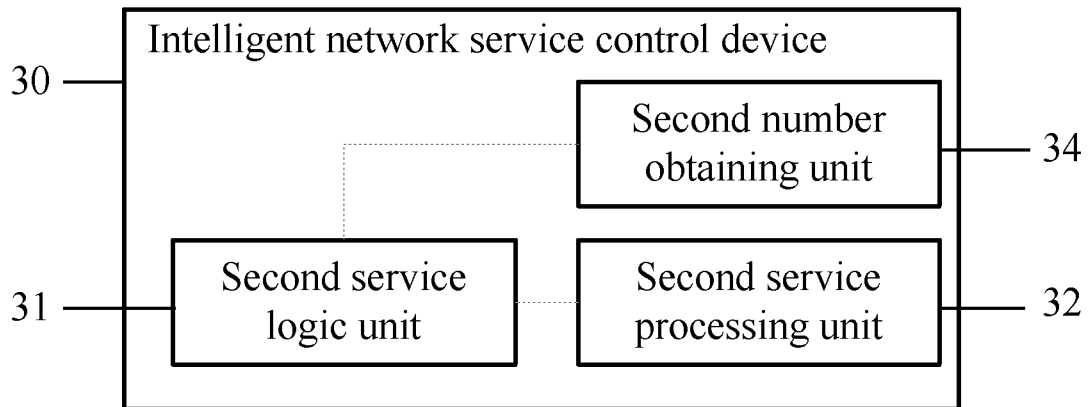 Intelligent network service control device
30
Second number
obtaining unit
34
Second service
logic unit
31
Second service
processing unit
32